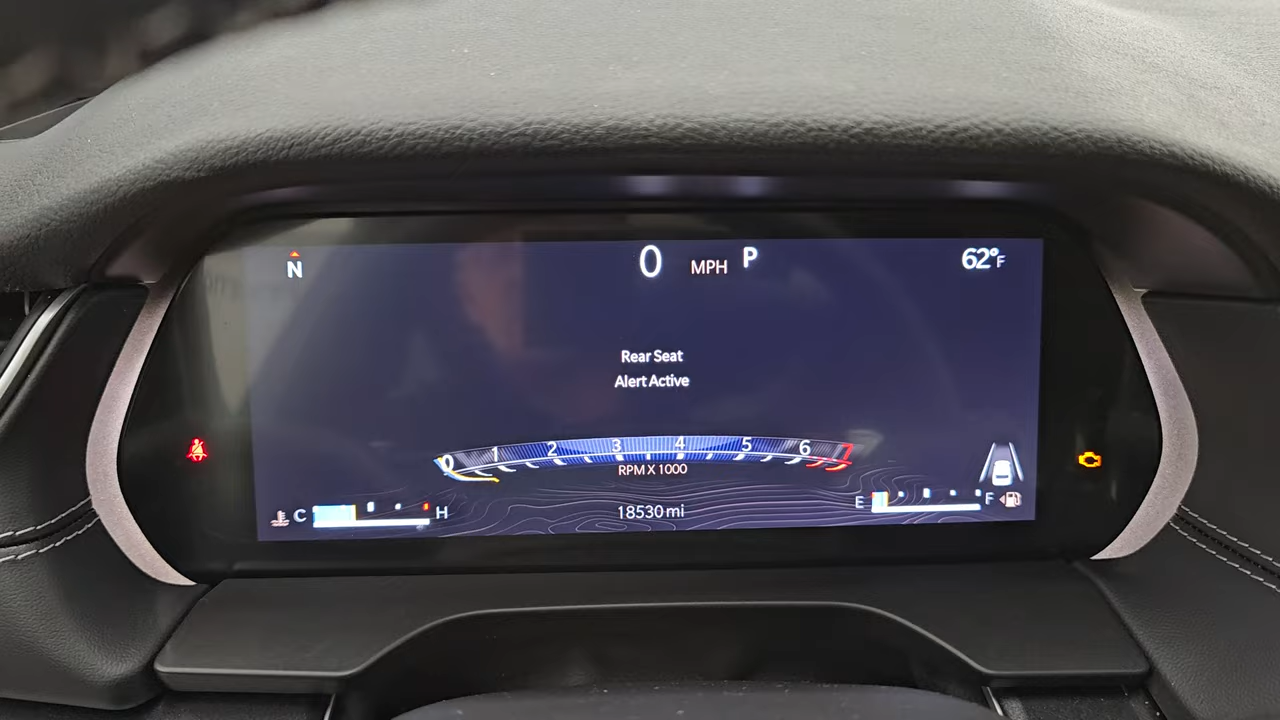 N
0 MPH P
62°F
Rear Seat
Alert Active
0 1 2 3 4 5 6 7
RPM X 1000
C H
18530 mi
E F